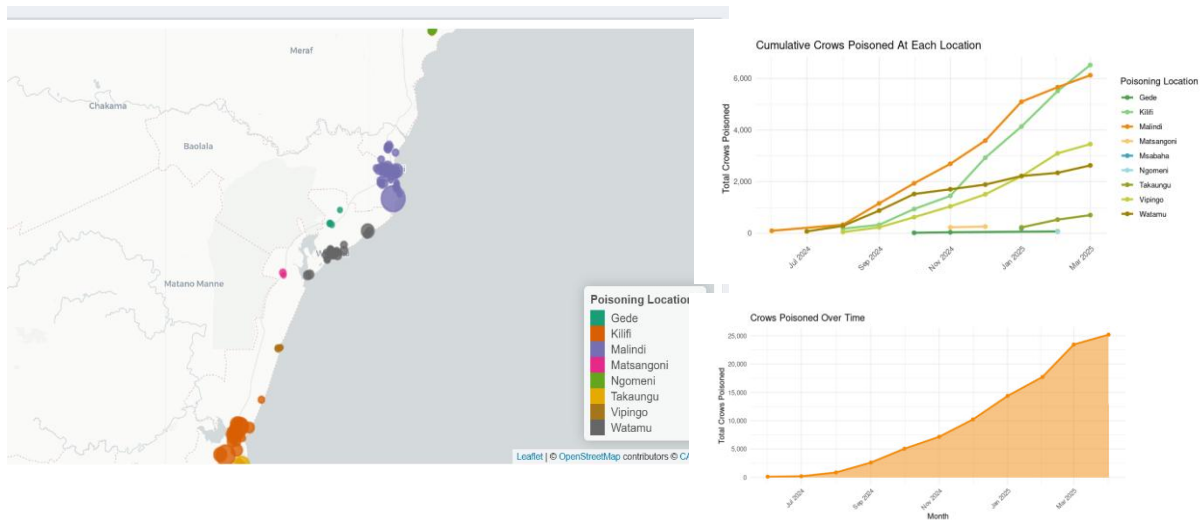 Meraf
Chakama
Baolala
Matano Manne
Poisoning Location
Gede
Kilifi
Malindi
Matsangoni
Ngomeni
Takaungu
Vipingo
Watamu
Leaflet | © OpenStreetMap contributors © CA
Cumulative Crows Poisoned At Each Location
Total Crows Poisoned
6,000
4,000
2,000
0
Jul 2024
Sep 2024
Nov 2024
Jan 2025
Mar 2025
Poisoning Location
Gede
Kilifi
Malindi
Matsangoni
Msabaha
Ngomeni
Takaungu
Vipingo
Watamu
Crows Poisoned Over Time
Total Crows Poisoned
25,000
20,000
15,000
10,000
5,000
0
Jul 2024
Sep 2024
Nov 2024
Jan 2025
Mar 2025
Month